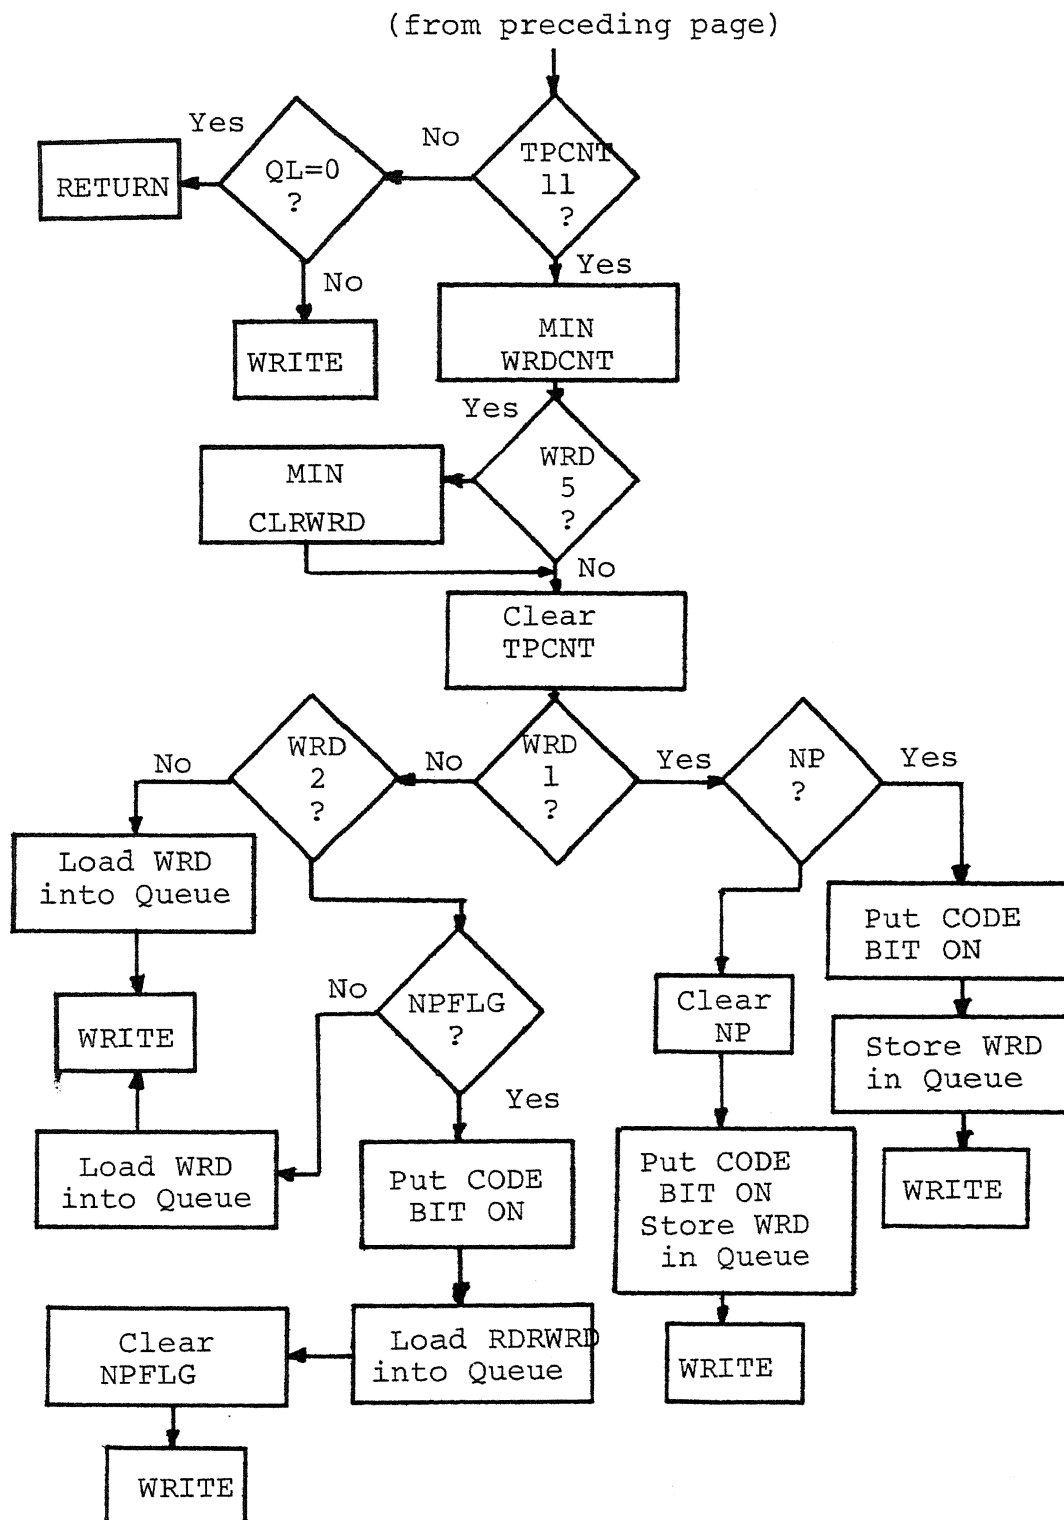 (from preceding page)
Yes
No
TPCNT
11
?
QL=0
?
RETURN
Yes
No
MIN
WRDCNT
WRITE
Yes
WRD
5
?
MIN
CLRWRD
No
Clear
TPCNT
No
WRD
2
?
No
WRD
1
?
Yes
NP
?
Yes
Load WRD
into Queue
Put CODE
BIT ON
No
NPFLG
?
Clear
NP
WRITE
Store WRD
in Queue
Yes
Load WRD
into Queue
Put CODE
BIT ON
Put CODE
BIT ON
Store WRD
in Queue
WRITE
Clear
NPFLG
Load RDRWRD
into Queue
WRITE
WRITE